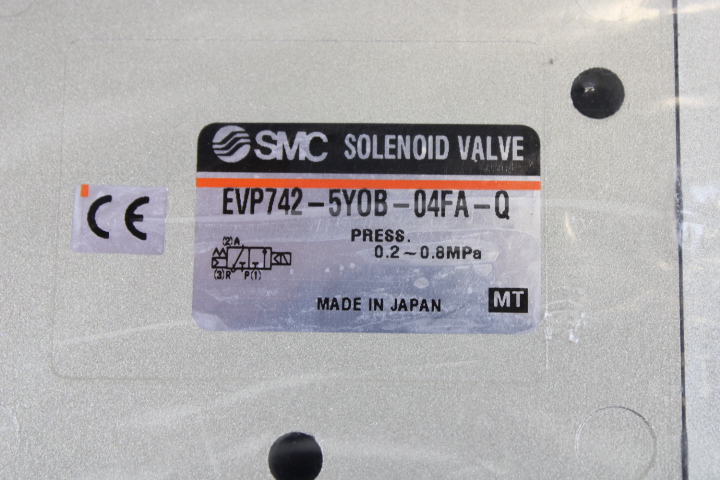 SMC SOLENOID VALVE
EVP742-5YOB-04FA-Q
PRESS.
0.2~0.8MPa
(2)A
(3)R P(1)
MADE IN JAPAN
MT
CE